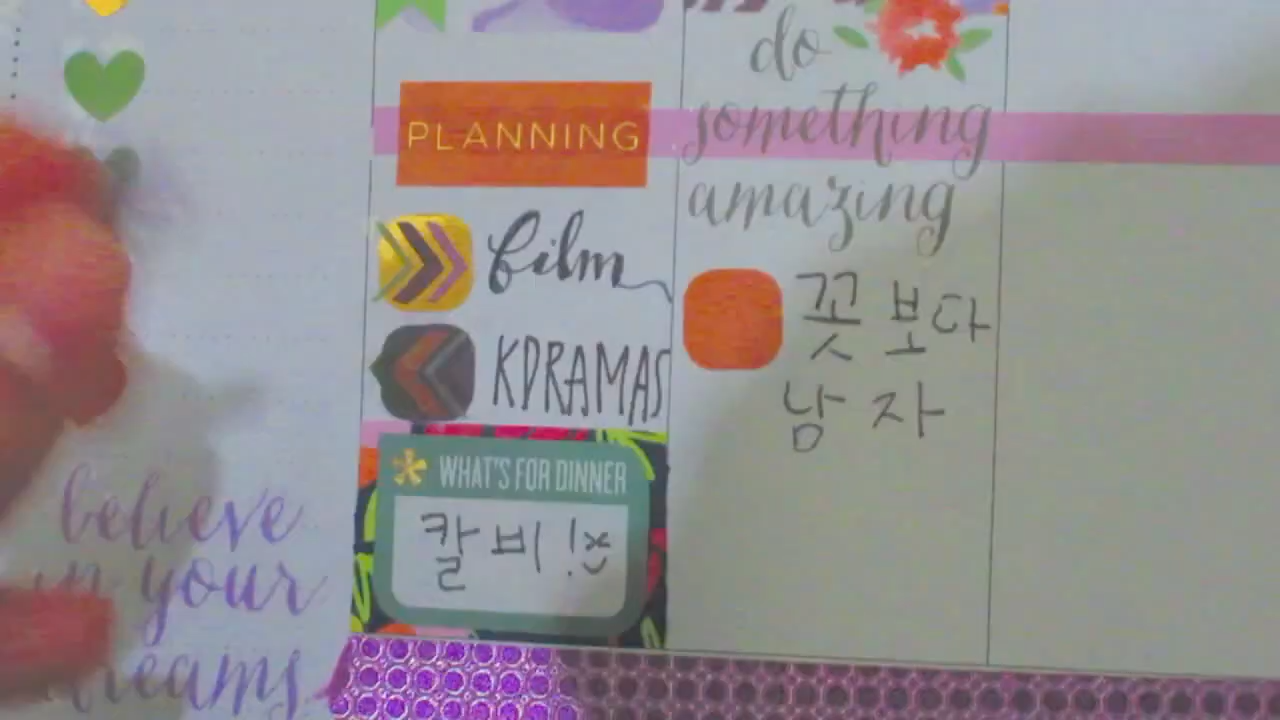 PLANNING
film
KDRAMAS
WHAT'S FOR DINNER
칼비!
do
something
amazing
꼿보다
남자
believe
in your
dreams